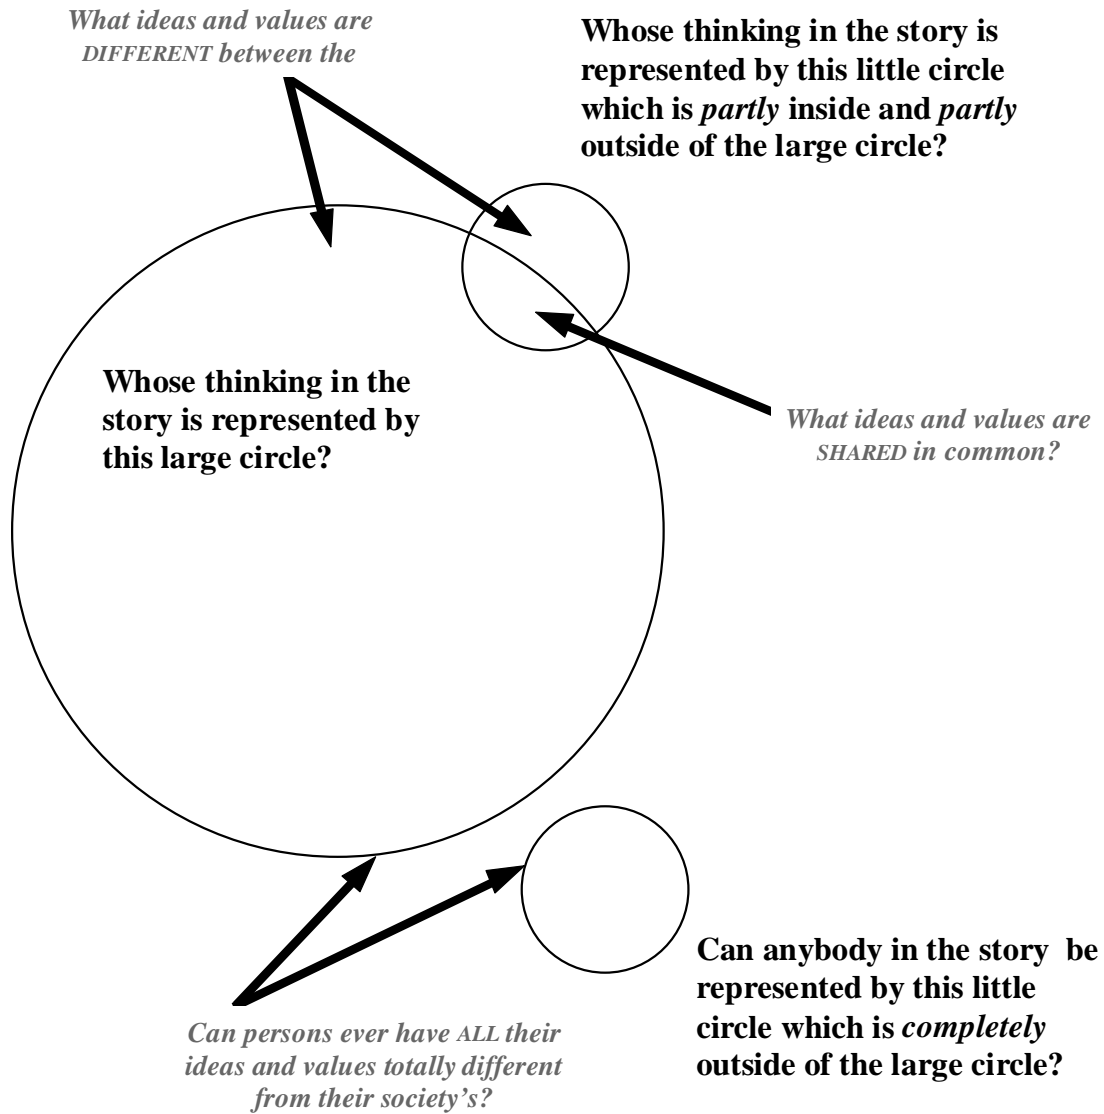 What ideas and values are
DIFFERENT between the
Whose thinking in the story is
represented by this little circle
which is partly inside and partly
outside of the large circle?
Whose thinking in the
story is represented by
this large circle?
What ideas and values are
SHARED in common?
Can anybody in the story be
represented by this little
circle which is completely
outside of the large circle?
Can persons ever have ALL their
ideas and values totally different
from their society's?